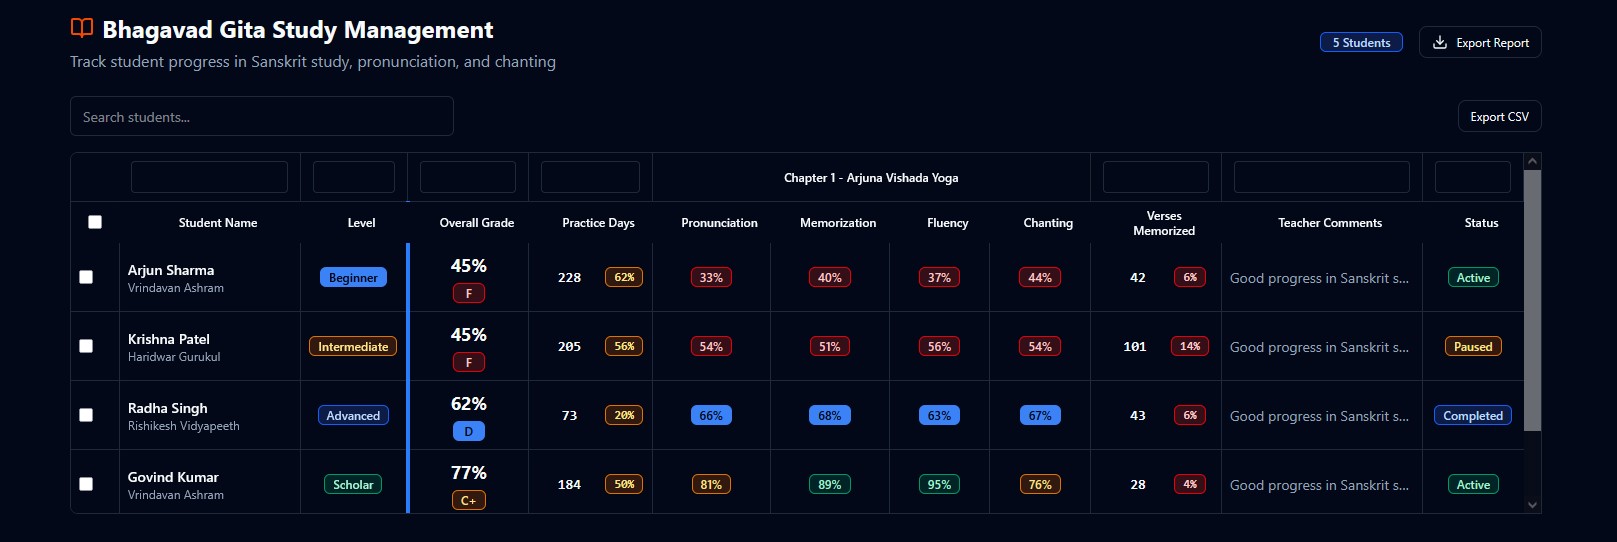 Bhagavad Gita Study Management
Track student progress in Sanskrit study, pronunciation, and chanting
5 Students
Export Report
Search students...
Export CSV
Chapter 1 - Arjuna Vishada Yoga
Student Name Level Overall Grade Practice Days Pronunciation Memorization Fluency Chanting Verses Memorized Teacher Comments Status
Arjun Sharma
Vrindavan Ashram
Beginner
45%
F
228 62% 33% 40% 37% 44% 42 6% Good progress in Sanskrit s... Active
Krishna Patel
Haridwar Gurukul
Intermediate
45%
F
205 56% 54% 51% 56% 54% 101 14% Good progress in Sanskrit s... Paused
Radha Singh
Rishikesh Vidyapeeth
Advanced
62%
D
73 20% 66% 68% 63% 67% 43 6% Good progress in Sanskrit s... Completed
Govind Kumar
Vrindavan Ashram
Scholar
77%
C+
184 50% 81% 89% 95% 76% 28 4% Good progress in Sanskrit s... Active